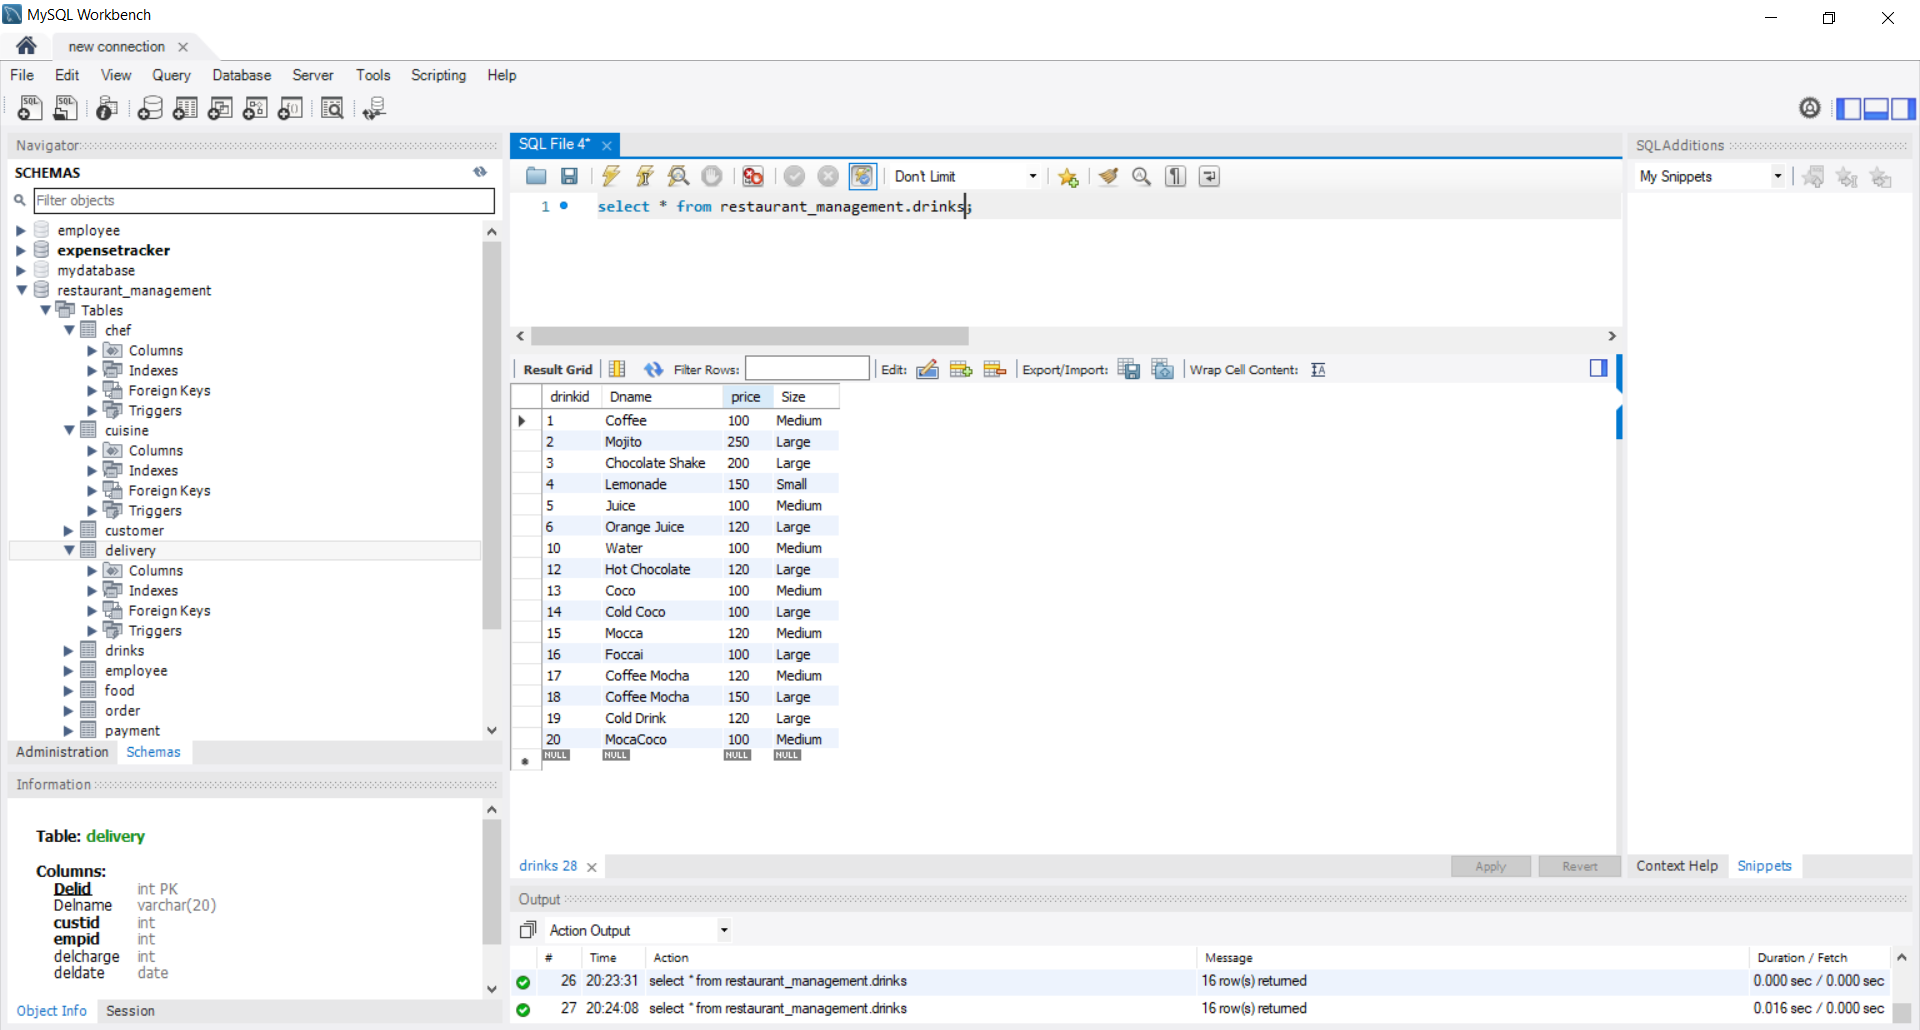 MySQL Workbench
new connection
File Edit View Query Database Server Tools Scripting Help
Navigator
SCHEMAS
Filter objects
employee
expensetracker
mydatabase
restaurant_management
Tables
chef
Columns
Indexes
Foreign Keys
Triggers
cuisine
Columns
Indexes
Foreign Keys
Triggers
customer
delivery
Columns
Indexes
Foreign Keys
Triggers
drinks
employee
food
order
payment
Administration Schemas
Information
Table: delivery
Columns:
Delid int PK
Delname varchar(20)
custid int
empid int
delcharge int
deldate date
Object Info Session
SQL File 4*
Don't Limit
1 select * from restaurant_management.drinks;
Result Grid Filter Rows: Edit: Export/Import: Wrap Cell Content:
drinkid Dname price Size
1 Coffee 100 Medium
2 Mojito 250 Large
3 Chocolate Shake 200 Large
4 Lemonade 150 Small
5 Juice 100 Medium
6 Orange Juice 120 Large
10 Water 100 Medium
12 Hot Chocolate 120 Large
13 Coco 100 Medium
14 Cold Coco 100 Large
15 Mocca 120 Medium
16 Foccai 100 Large
17 Coffee Mocha 120 Medium
18 Coffee Mocha 150 Large
19 Cold Drink 120 Large
20 MocaCoco 100 Medium
NULL NULL NULL NULL
drinks 28
Apply Revert
Output
Action Output
# Time Action Message Duration / Fetch
26 20:23:31 select * from restaurant_management.drinks 16 row(s) returned 0.000 sec / 0.000 sec
27 20:24:08 select * from restaurant_management.drinks 16 row(s) returned 0.016 sec / 0.000 sec
SQLAdditions
My Snippets
Context Help Snippets